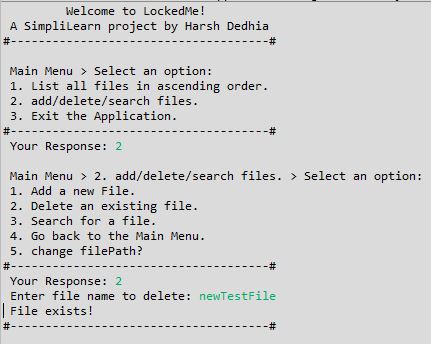 Welcome to LockedMe!
A SimpliLearn project by Harsh Dedhia
#-----------------------------------#
Main Menu > Select an option:
1. List all files in ascending order.
2. add/delete/search files.
3. Exit the Application.
#-----------------------------------#
Your Response: 2
Main Menu > 2. add/delete/search files. > Select an option:
1. Add a new File.
2. Delete an existing file.
3. Search for a file.
4. Go back to the Main Menu.
5. change filePath?
#-----------------------------------#
Your Response: 2
Enter file name to delete: newTestFile
File exists!
#-----------------------------------#